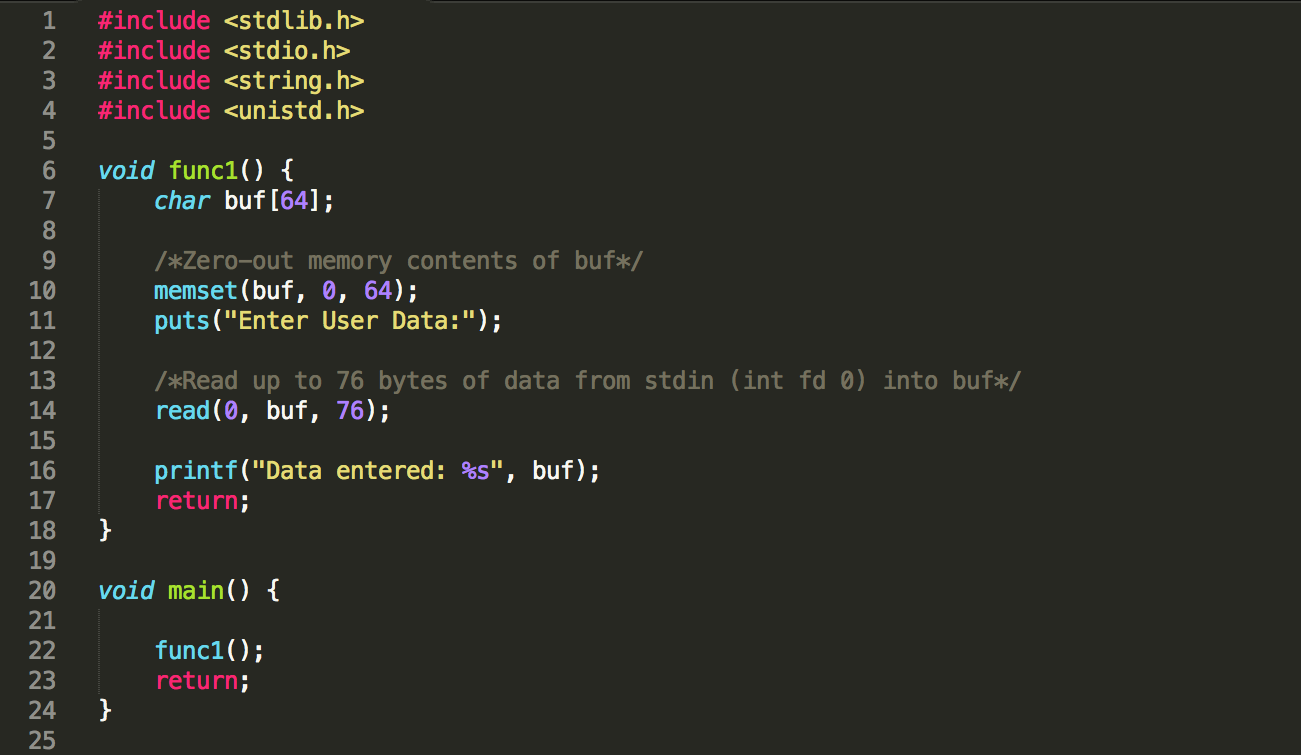 1 #include <stdlib.h>
2 #include <stdio.h>
3 #include <string.h>
4 #include <unistd.h>
5
6 void func1() {
7     char buf[64];
8
9     /*Zero-out memory contents of buf*/
10     memset(buf, 0, 64);
11     puts("Enter User Data:");
12
13     /*Read up to 76 bytes of data from stdin (int fd 0) into buf*/
14     read(0, buf, 76);
15
16     printf("Data entered: %s", buf);
17     return;
18 }
19
20 void main() {
21
22     func1();
23     return;
24 }
25